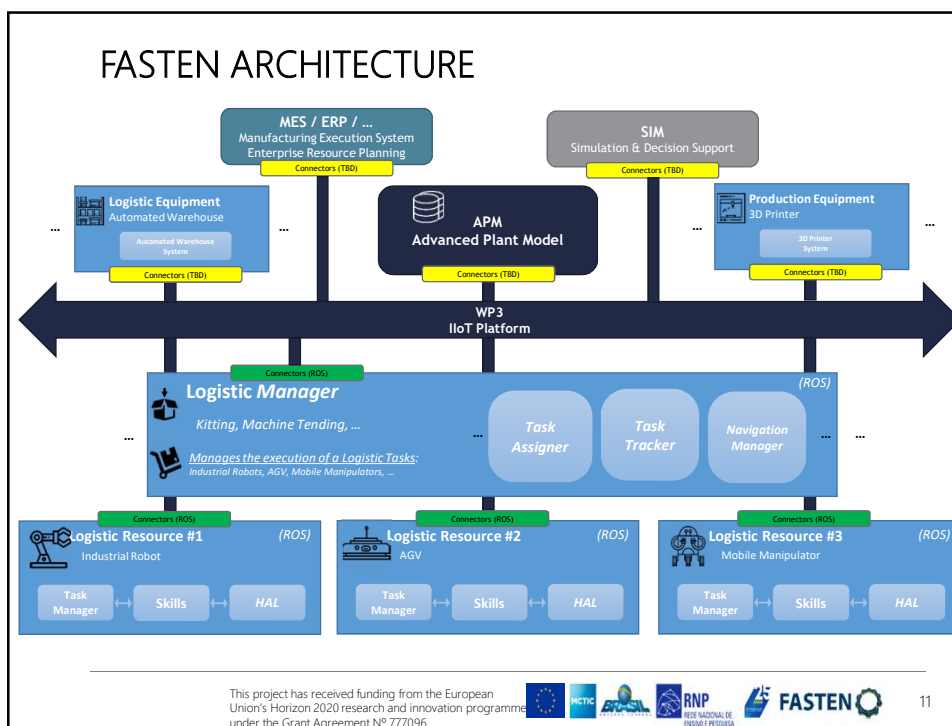 FASTEN ARCHITECTURE
MES / ERP / ...
Manufacturing Execution System
Enterprise Resource Planning
Connectors (TBD)
SIM
Simulation & Decision Support
Connectors (TBD)
Logistic Equipment
Automated Warehouse
Automated Warehouse
System
Connectors (TBD)
...
...
APM
Advanced Plant Model
Connectors (TBD)
Production Equipment
3D Printer
3D Printer
System
Connectors (TBD)
...
...
WP3
IIoT Platform
Connectors (ROS)
Logistic Manager
(ROS)
Kitting, Machine Tending, ...
Manages the execution of a Logistic Tasks:
Industrial Robots, AGV, Mobile Manipulators, ...
...
...
Task
Assigner
Task
Tracker
Navigation
Manager
...
...
Connectors (ROS)
Logistic Resource #1
(ROS)
Industrial Robot
Task
Manager
Skills
HAL
Connectors (ROS)
Logistic Resource #2
(ROS)
AGV
Task
Manager
Skills
HAL
Connectors (ROS)
Logistic Resource #3
(ROS)
Mobile Manipulator
Task
Manager
Skills
HAL
This project has received funding from the European
Union's Horizon 2020 research and innovation programme
under the Grant Agreement Nº 777096
MCTIC
BRASIL
RNP
REDE NACIONAL DE
ENSINO E PESQUISA
FASTEN
11